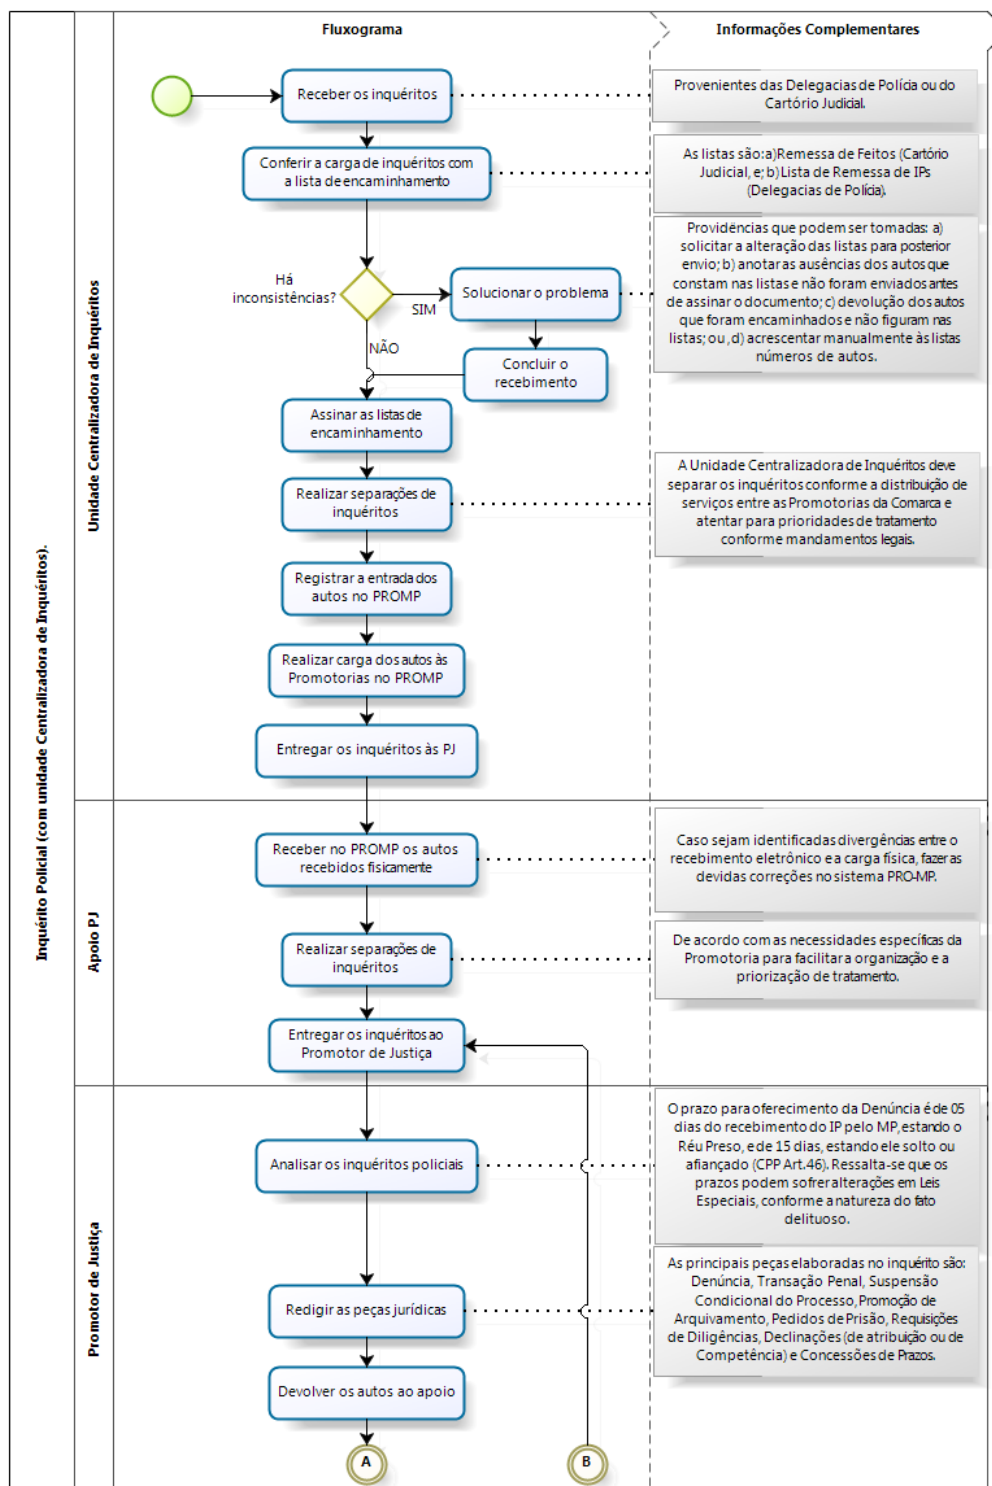 Fluxograma
Informações Complementares
Inquérito Policial (com unidade Centralizadora de Inquéritos).
Unidade Centralizadora de Inquéritos
Receber os inquéritos
Provenientes das Delegacias de Polícia ou do
Cartório Judicial.
Conferir a carga de inquéritos com
a lista de encaminhamento
As listas são:a)Remessa de Feitos (Cartório
Judicial, e; b) Lista de Remessa de IPs
(Delegacias de Polícia).
Há
inconsistências?
SIM
NÃO
Solucionar o problema
Providências que podem ser tomadas: a)
solicitar a alteração das listas para posterior
envio; b) anotar as ausências dos autos que
constam nas listas e não foram enviados antes
de assinar o documento; c) devolução dos autos
que foram encaminhados e não figuram nas
listas; ou, d) acrescentar manualmente às listas
números de autos.
Concluir o
recebimento
Assinar as listas de
encaminhamento
Realizar separações de
inquéritos
A Unidade Centralizadora de Inquéritos deve
separar os inquéritos conforme a distribuição de
serviços entre as Promotorias da Comarca e
atentar para prioridades de tratamento
conforme mandamentos legais.
Registrar a entrada dos
autos no PROMP
Realizar carga dos autos às
Promotorias no PROMP
Entregar os inquéritos às PJ
Apoio PJ
Receber no PROMP os autos
recebidos fisicamente
Caso sejam identificadas divergências entre o
recebimento eletrônico e a carga física, fazer as
devidas correções no sistema PRO-MP.
Realizar separações de
inquéritos
De acordo com as necessidades específicas da
Promotoria para facilitar a organização e a
priorização de tratamento.
Entregar os inquéritos ao
Promotor de Justiça
Promotor de Justiça
Analisar os inquéritos policiais
O prazo para oferecimento da Denúncia é de 05
dias do recebimento do IP pelo MP, estando o
Réu Preso, e de 15 dias, estando ele solto ou
afiançado (CPP Art.46). Ressalta-se que os
prazos podem sofrer alterações em Leis
Especiais, conforme a natureza do fato
delituoso.
Redigir as peças jurídicas
As principais peças elaboradas no inquérito são:
Denúncia, Transação Penal, Suspensão
Condicional do Processo, Promoção de
Arquivamento, Pedidos de Prisão, Requisições
de Diligências, Declinações (de atribuição ou de
Competência) e Concessões de Prazos.
Devolver os autos ao apoio
A
B